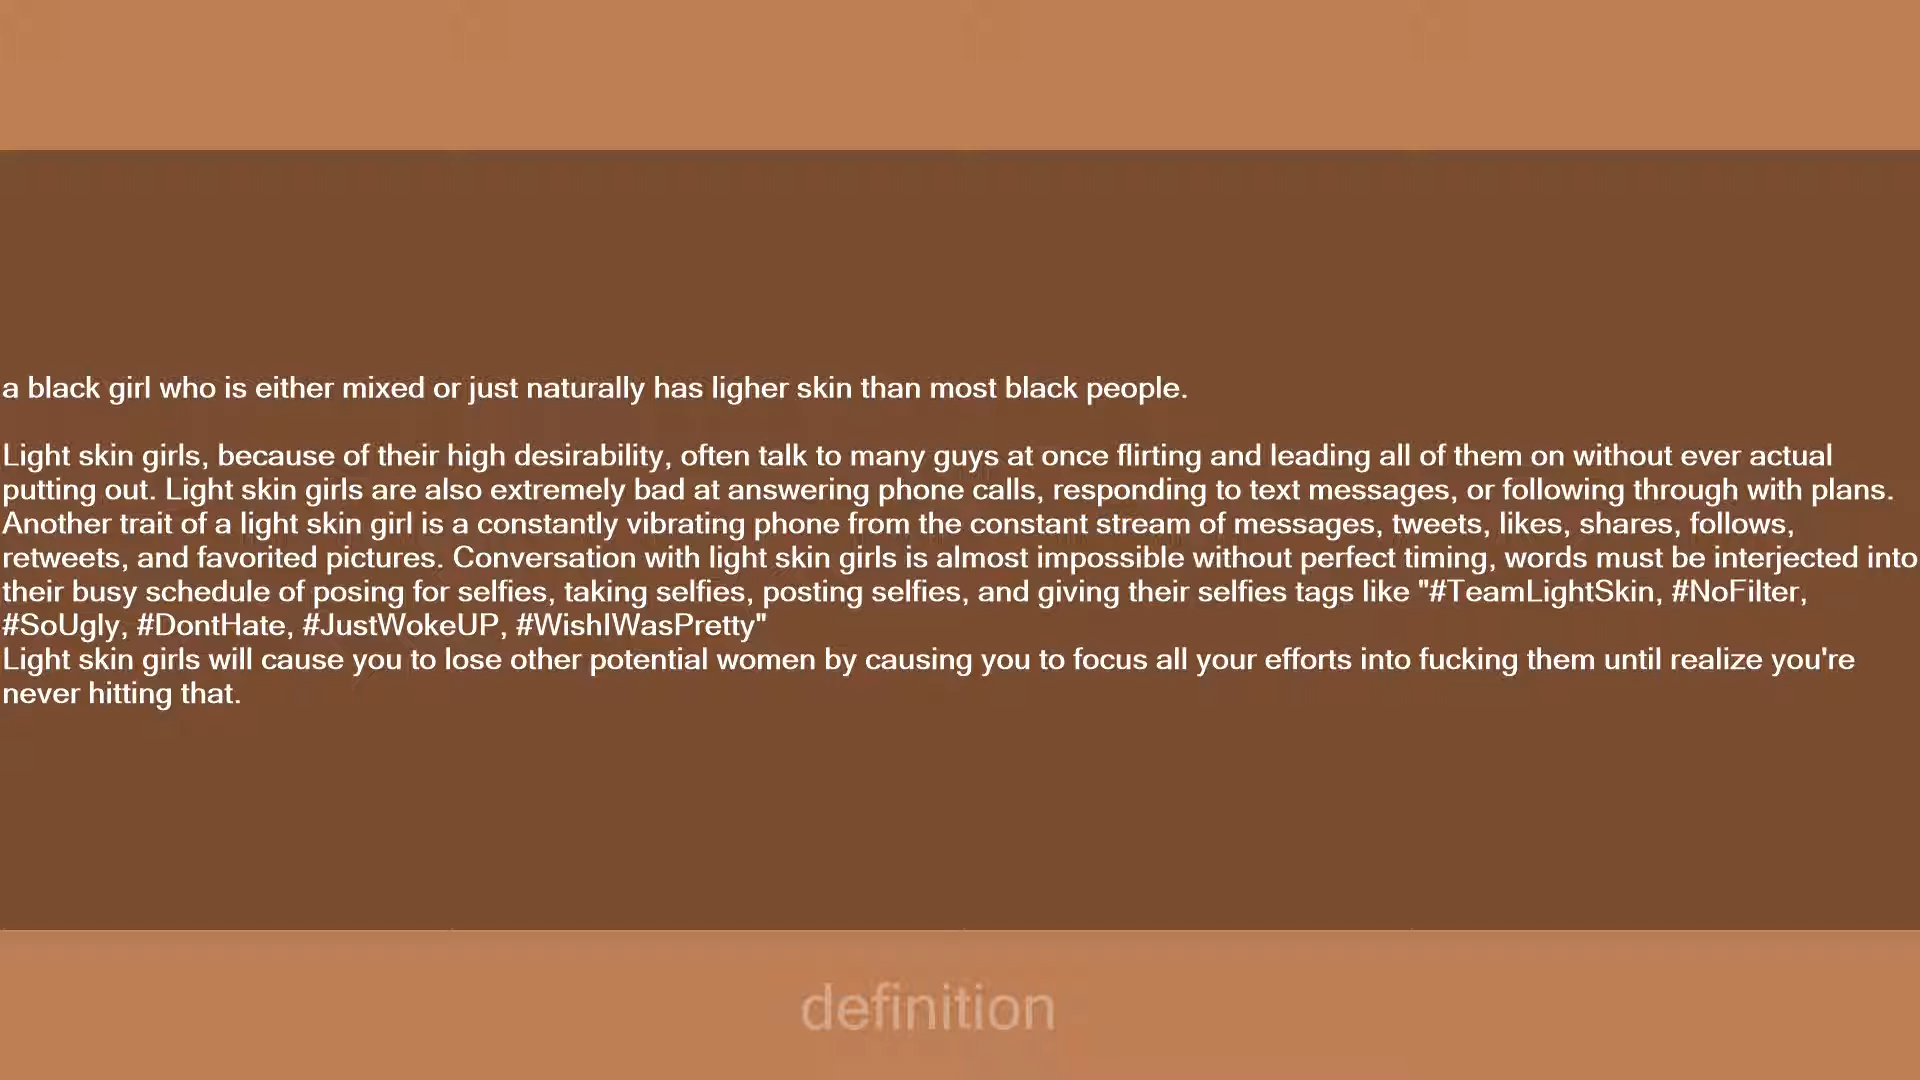 a black girl who is either mixed or just naturally has ligher skin than most black people.
Light skin girls, because of their high desirability, often talk to many guys at once flirting and leading all of them on without ever actual
putting out. Light skin girls are also extremely bad at answering phone calls, responding to text messages, or following through with plans.
Another trait of a light skin girl is a constantly vibrating phone from the constant stream of messages, tweets, likes, shares, follows,
retweets, and favorited pictures. Conversation with light skin girls is almost impossible without perfect timing, words must be interjected into
their busy schedule of posing for selfies, taking selfies, posting selfies, and giving their selfies tags like "#TeamLightSkin, #NoFilter,
#SoUgly, #DontHate, #JustWokeUP, #WishIWasPretty"
Light skin girls will cause you to lose other potential women by causing you to focus all your efforts into fucking them until realize you're
never hitting that.
definition